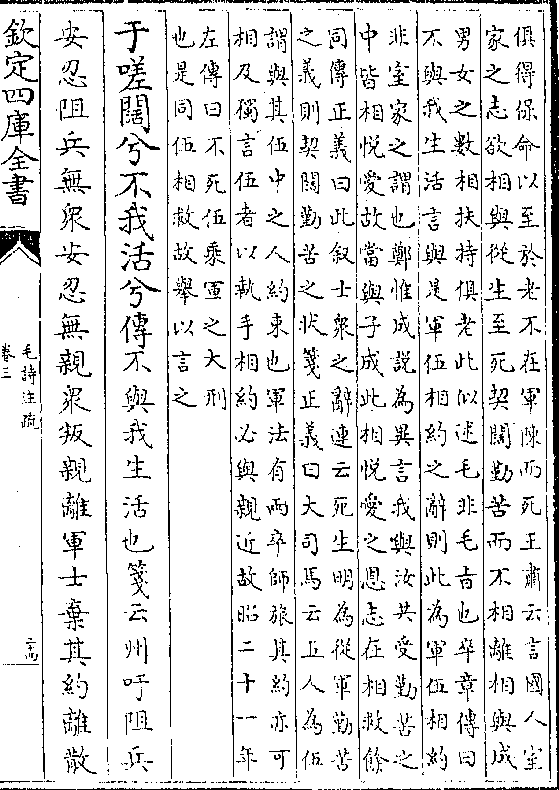 俱得保命以至於老不在軍陳而死王肅云言國人室
家之志欲相與從生至死契闊勤苦而不相離相與成
男女之數相扶持俱老此似述毛非毛旨也卒章傳曰
不與我生活言與是軍伍相約之辭則此為軍伍相約
非室家之謂也鄭惟成說為異言我與汝共受勤苦之
中皆相悅愛故當與子成此相悅愛之恩志在相救餘
同傳正義曰此叙士衆之辭連云死生明為從軍勤苦
之義則契闊勤苦之狀箋正義曰大司馬云五人為伍
謂與其伍中之人約束也軍法有兩卒師旅其約亦可
相及獨言伍者以執手相約必與親近故昭二十一年
左傳曰不死伍乘軍之大刑
也是同伍相救故舉以言之
于嗟闊兮不我活兮傳不與我生活也箋云州吁阻兵
安忍阻兵無衆安忍無親衆叛親離軍士棄其約離散
欽定四庫全書
毛詩注疏
卷三